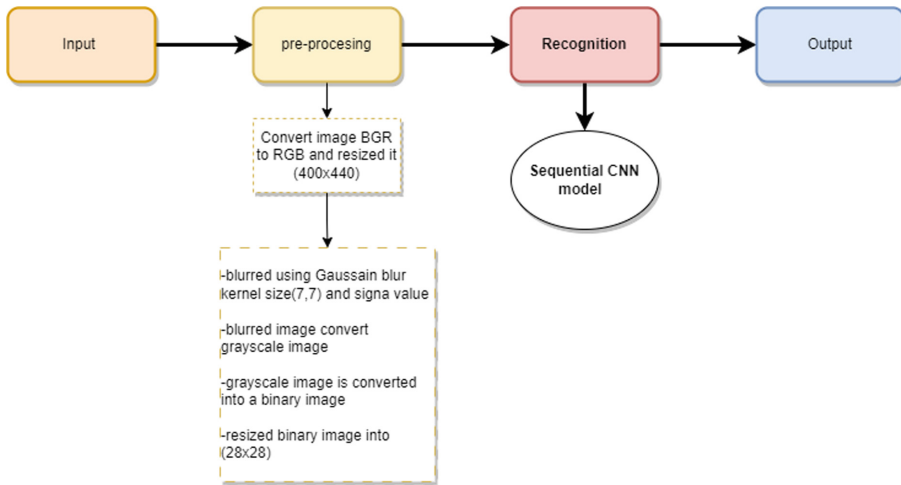 Input
pre-procesing
Recognition
Output
Convert image BGR
to RGB and resized it
(400x440)
Sequential CNN
model
-blurred using Gaussain blur
kernel size(7,7) and signa value
-blurred image convert
grayscale image
-grayscale image is converted
into a binary image
-resized binary image into
(28x28)